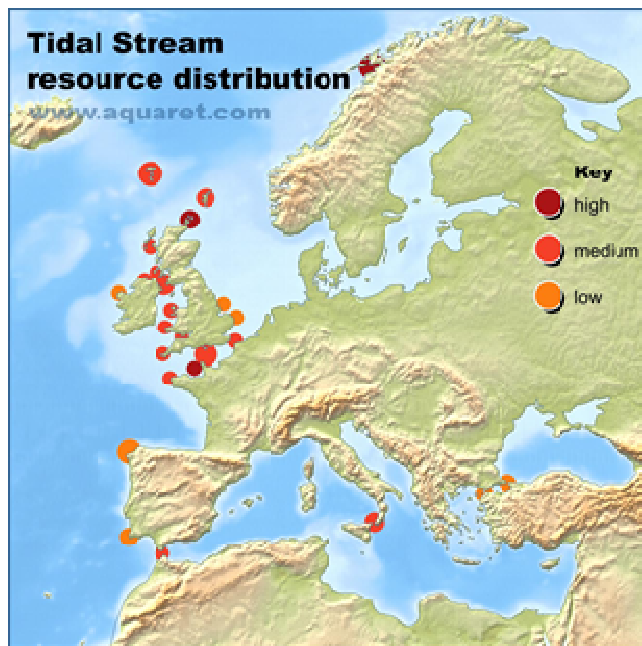 Tidal Stream
resource distribution
www.aquaret.com
Key
high
medium
low